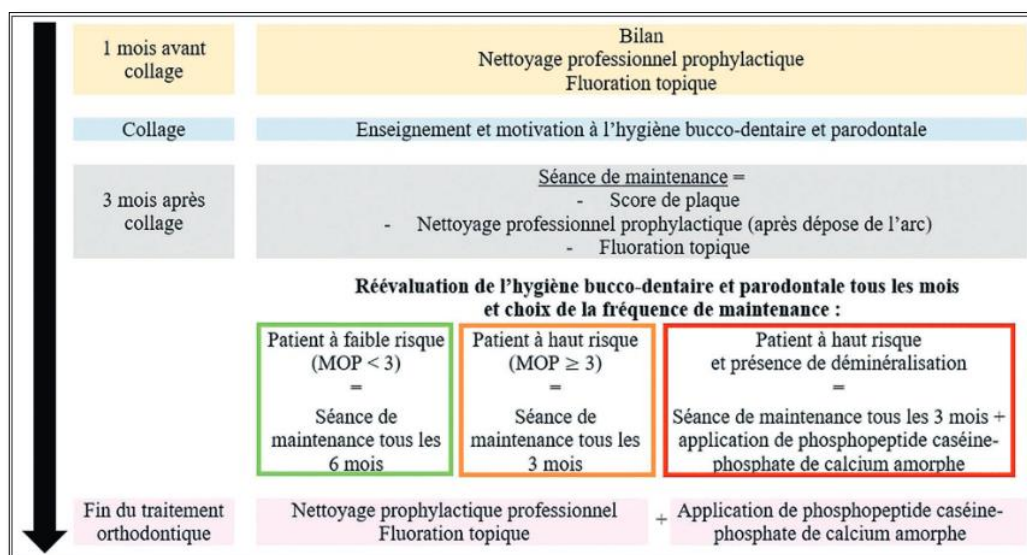 1 mois avant
collage
Bilan
Nettoyage professionnel prophylactique
Fluoration topique
Collage
Enseignement et motivation à l'hygiène bucco-dentaire et parodontale
3 mois après
collage
Séance de maintenance =
- Score de plaque
- Nettoyage professionnel prophylactique (après dépose de l'arc)
- Fluoration topique
Réévaluation de l'hygiène bucco-dentaire et parodontale tous les mois
et choix de la fréquence de maintenance :
Patient à faible risque
(MOP < 3)
=
Séance de
maintenance tous les
6 mois
Patient à haut risque
(MOP ≥ 3)
=
Séance de
maintenance tous les
3 mois
Patient à haut risque
et présence de déminéralisation
=
Séance de maintenance tous les 3 mois +
application de phosphopeptide caséine-
phosphate de calcium amorphe
Fin du traitement
orthodontique
Nettoyage prophylactique professionnel
Fluoration topique
+
Application de phosphopeptide caséine-
phosphate de calcium amorphe